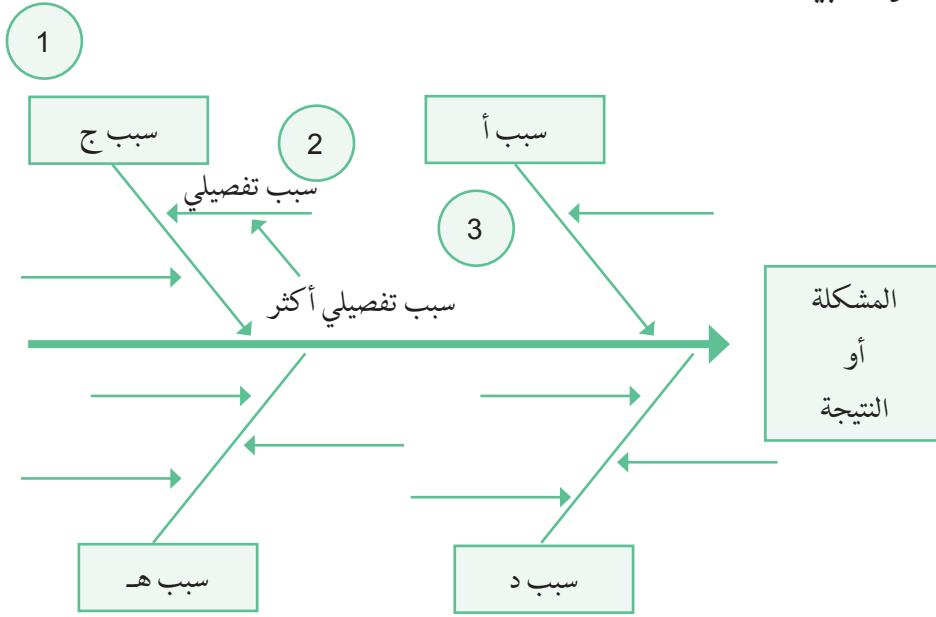 1
سبب أ
سبب ج
2
سبب تفصيلي
3
سبب تفصيلي أكثر
المشكلة
أو
النتيجة
سبب د
سبب هـ